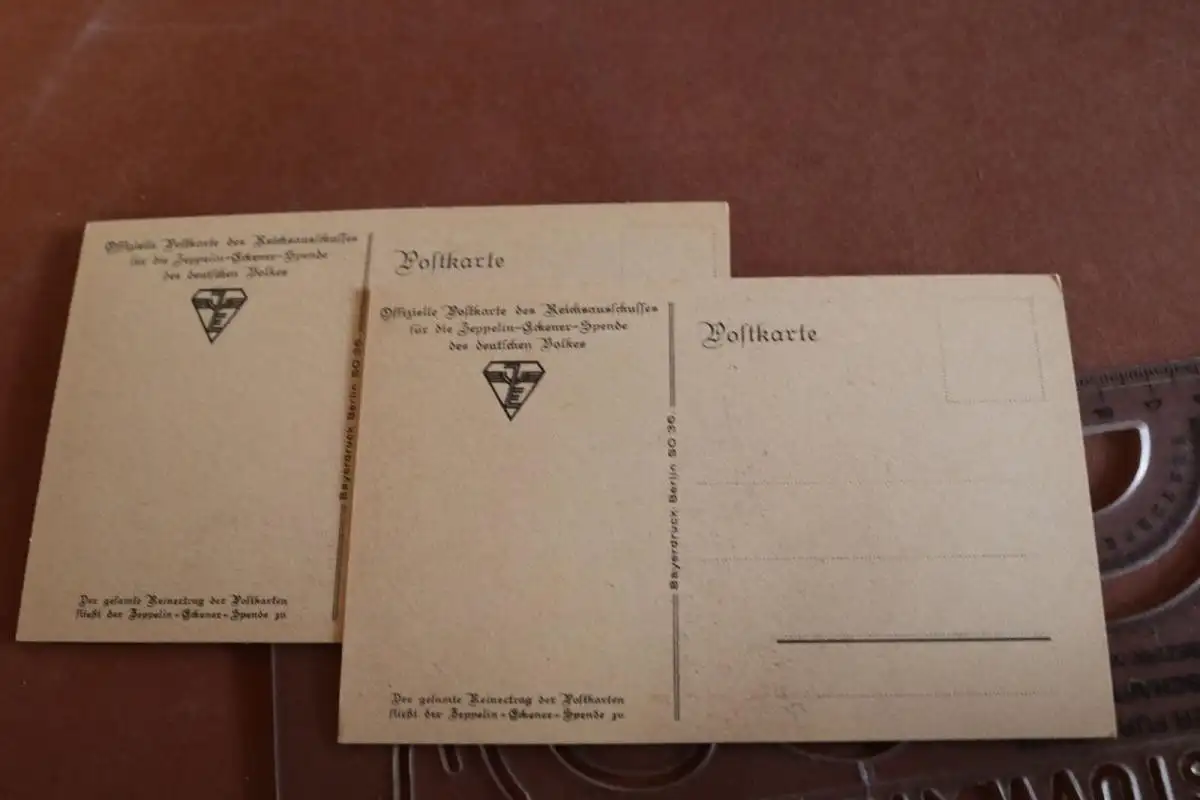 Offizielle Postkarte des Reichsausschusses
für die Zeppelin-Eckener-Spende
des deutschen Volkes
Postkarte
Bayerdruck Berlin SO 36.
Der gesamte Reinertrag der Postkarten
fließt der Zeppelin-Eckener-Spende zu
Offizielle Postkarte des Reichsausschusses
für die Zeppelin-Eckener-Spende
des deutschen Volkes
Postkarte
Bayerdruck Berlin SO 36.
Der gesamte Reinertrag der Postkarten
fließt der Zeppelin-Eckener-Spende zu